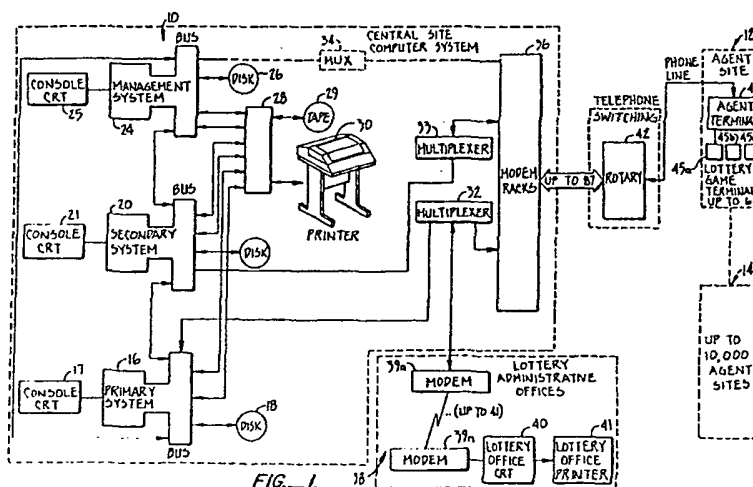 10
BUS
CENTRAL SITE
COMPUTER SYSTEM
34
MUX
36
CONSOLE
CRT
25
MANAGEMENT
SYSTEM
24
DISK
26
28
TAPE
29
30
PRINTER
33
MULTIPLEXER
32
MULTIPLEXER
MODEM
RACKS
UP TO 87
PHONE
LINE
TELEPHONE
SWITCHING
42
ROTARY
12
AGENT
SITE
AGENT
TERMINAL
45b
45a
LOTTERY
GAME
TERMINAL
UP TO 6
14
UP TO
10,000
AGENT
SITES
21
CONSOLE
CRT
20
SECONDARY
SYSTEM
BUS
DISK
17
CONSOLE
CRT
16
PRIMARY
SYSTEM
BUS
DISK
18
39a
MODEM
LOTTERY
ADMINISTRATIVE
OFFICES
(UP TO 41)
39n
MODEM
38
40
LOTTERY
OFFICE
CRT
41
LOTTERY
OFFICE
PRINTER
FIG.—1